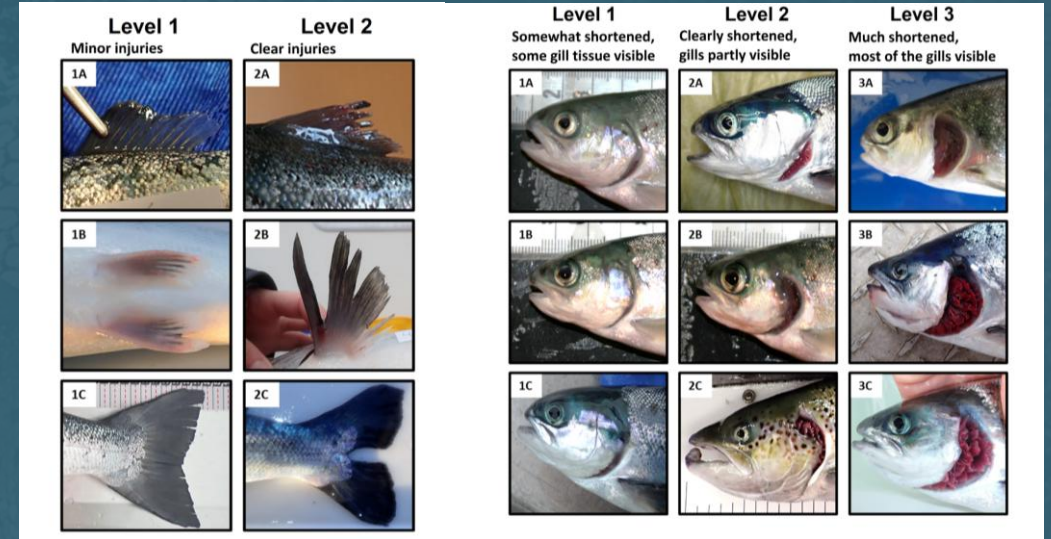 Level 1
Minor injuries
Level 2
Clear injuries
1A
2A
1B
2B
1C
2C
Level 1
Somewhat shortened,
some gill tissue visible
Level 2
Clearly shortened,
gills partly visible
Level 3
Much shortened,
most of the gills visible
1A
2A
3A
1B
2B
3B
1C
2C
3C